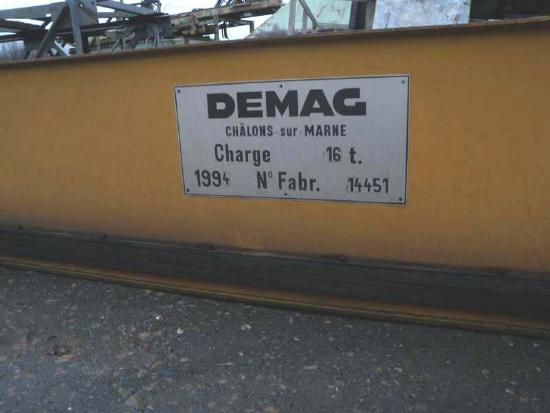 DEMAG
CHÂLONS-sur-MARNE
Charge 16 t.
1994 N° Fabr. 14451